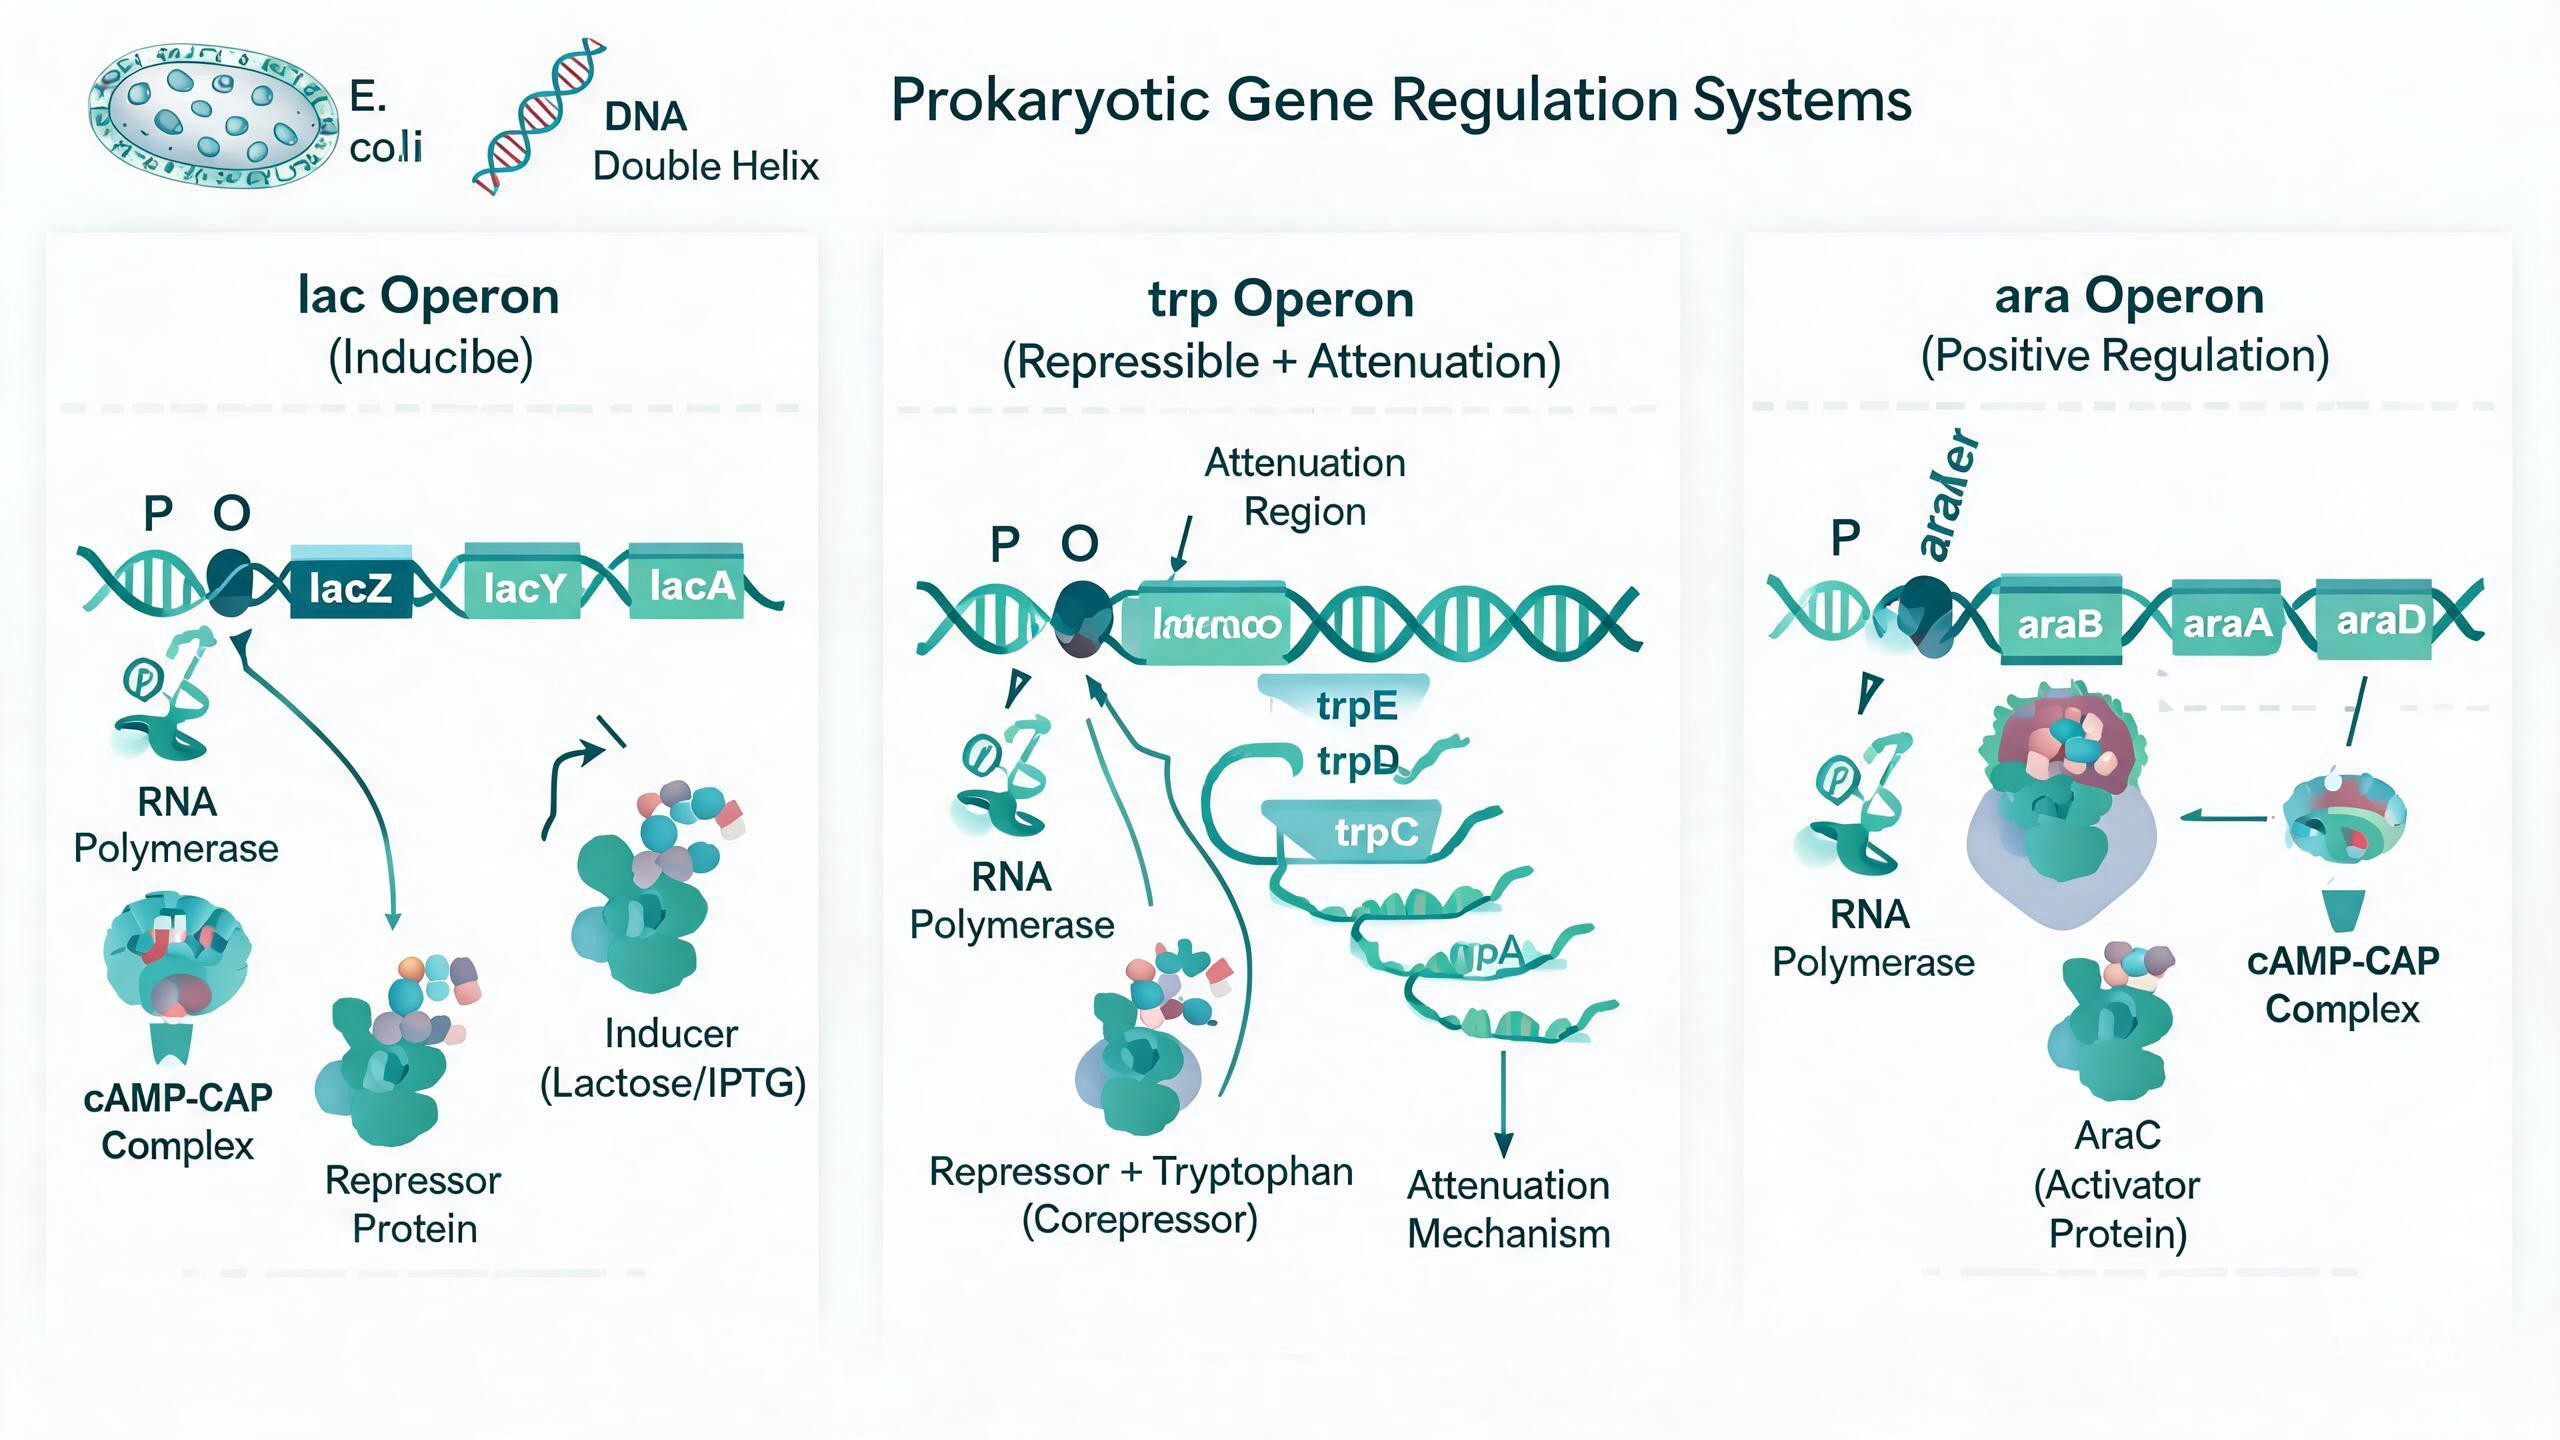 E.
coli
DNA
Double Helix
Prokaryotic Gene Regulation Systems
lac Operon
(Inducibe)
P O
lacZ lacY lacA
P
RNA
Polymerase
cAMP-CAP
Complex
Repressor
Protein
Inducer
(Lactose/IPTG)
trp Operon
(Repressible + Attenuation)
Attenuation
Region
P O
trpE
trpD
trpC
pA
RNA
Polymerase
Repressor + Tryptophan
(Corepressor)
Attenuation
Mechanism
ara Operon
(Positive Regulation)
P
araB araA araD
P
RNA
Polymerase
cAMP-CAP
Complex
AraC
(Activator
Protein)